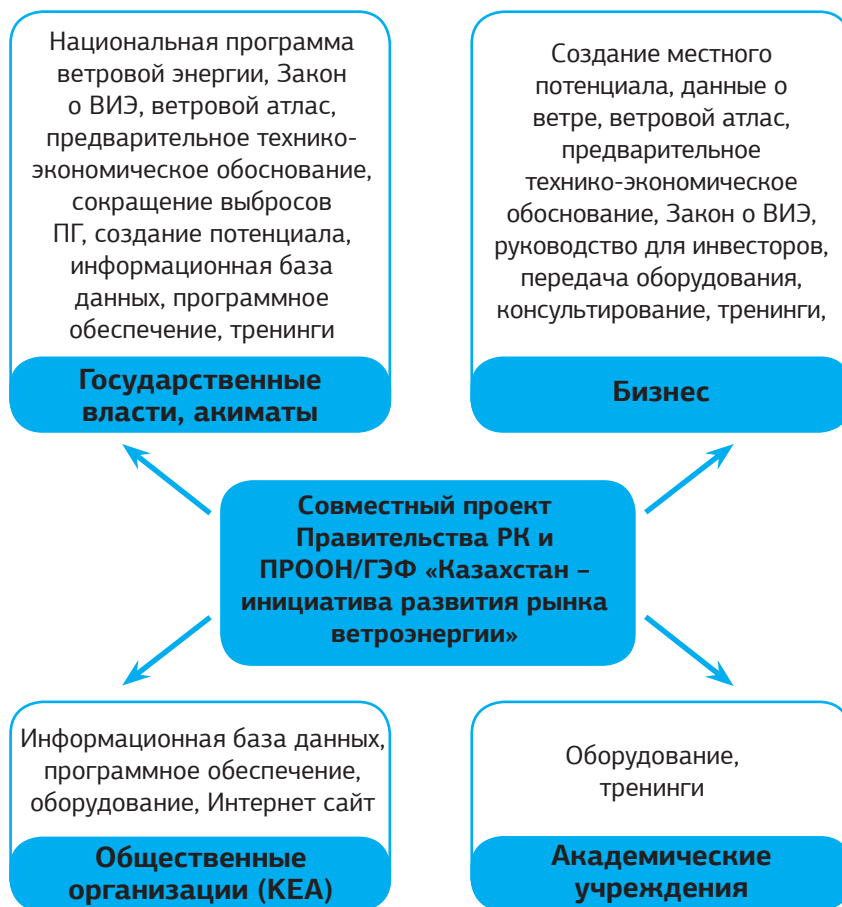 Национальная программа
ветровой энергии, Закон
о ВИЭ, ветровой атлас,
предварительное технико-
экономическое обоснование,
сокращение выбросов
ПГ, создание потенциала,
информационная база
данных, программное
обеспечение, тренинги
Государственные
власти, акиматы
Создание местного
потенциала, данные о
ветре, ветровой атлас,
предварительное
технико-экономическое
обоснование, Закон о ВИЭ,
руководство для инвесторов,
передача оборудования,
консультирование, тренинги,
Бизнес
Совместный проект
Правительства РК и
ПРООН/ГЭФ «Казахстан –
инициатива развития рынка
ветроэнергии»
Информационная база данных,
программное обеспечение,
оборудование, Интернет сайт
Общественные
организации (КЕА)
Оборудование,
тренинги
Академические
учреждения